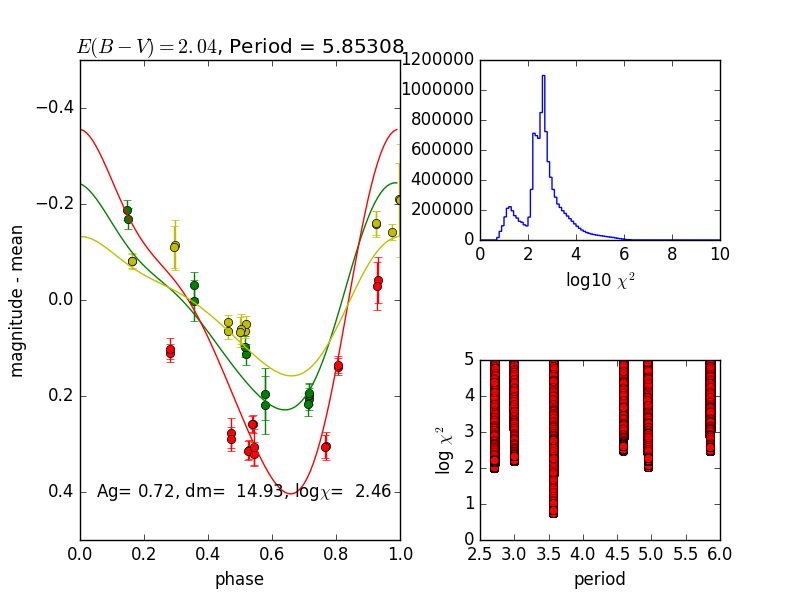 E(B−V)=2.04, Period = 5.85308
magnitude - mean
−0.4
−0.2
0.0
0.2
0.4
Ag= 0.72, dm=  14.93, logχ=  2.46
0.0 0.2 0.4 0.6 0.8 1.0
phase
1200000
1000000
800000
600000
400000
200000
0
0 2 4 6 8 10
log10 χ²
log χ²
5
4
3
2
1
0
2.5 3.0 3.5 4.0 4.5 5.0 5.5 6.0
period